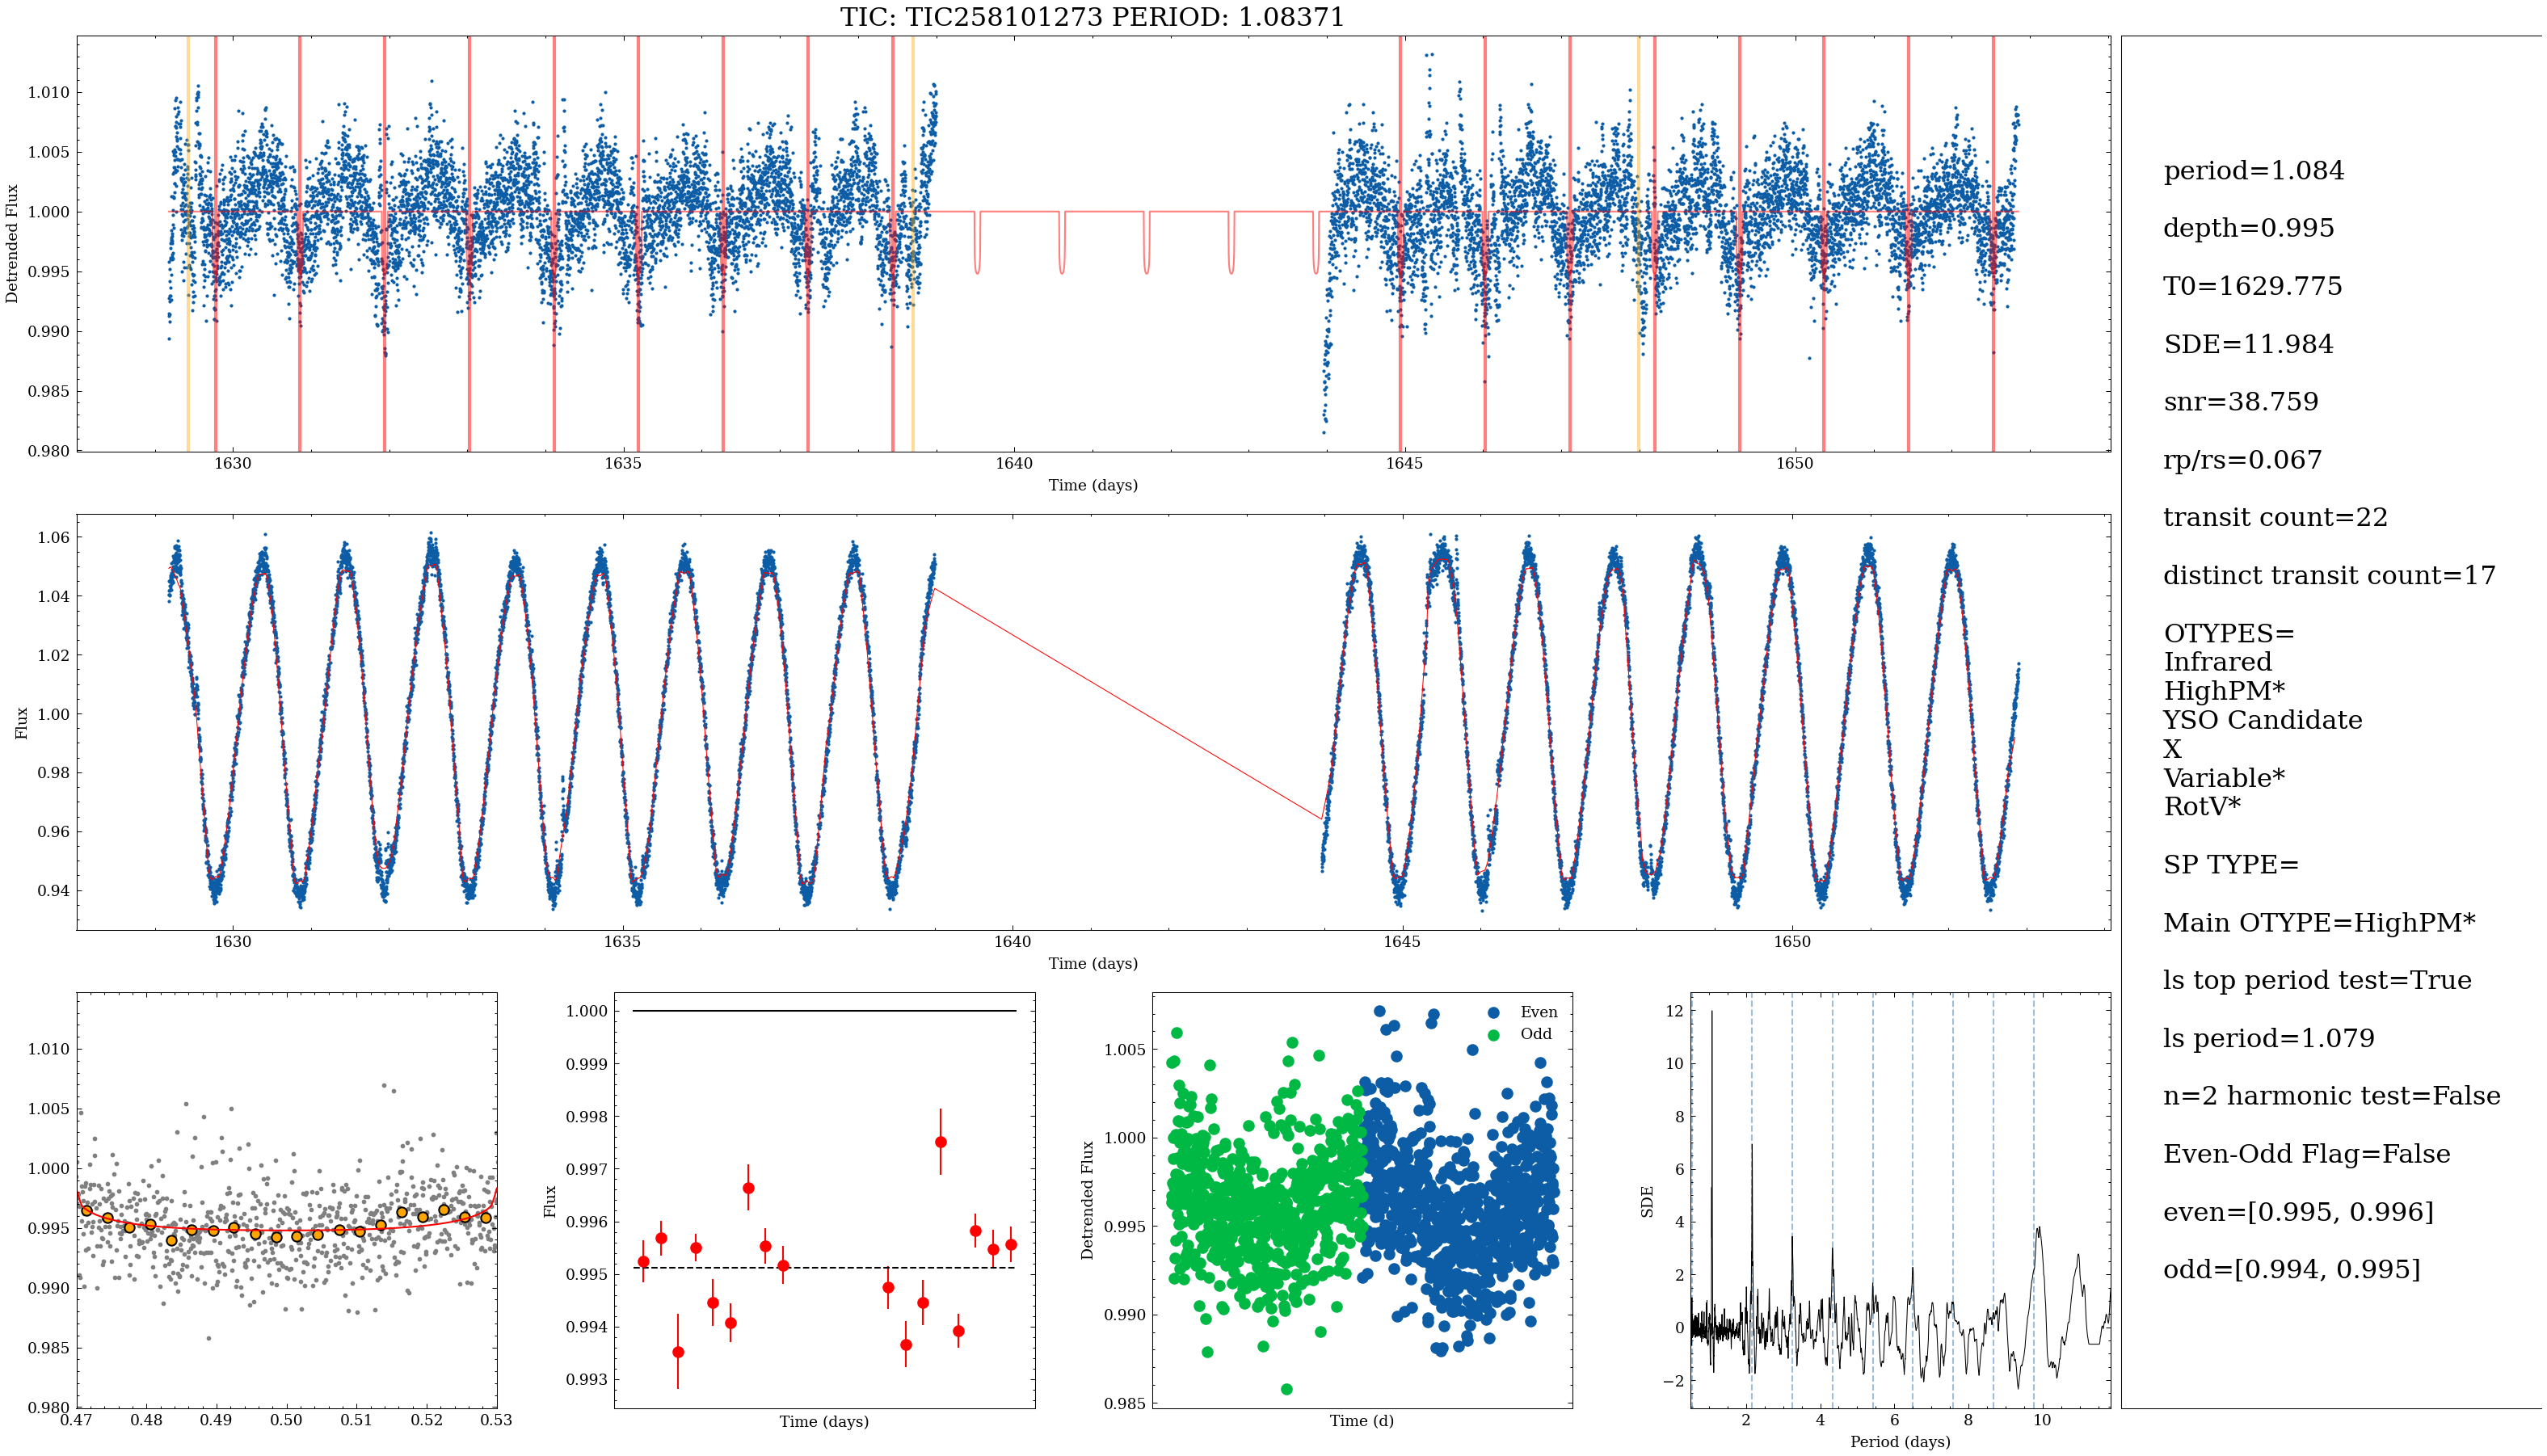 TIC: TIC258101273 PERIOD: 1.08371
Detrended Flux
1.010
1.005
1.000
0.995
0.990
0.985
0.980
1630 1635 1640 1645 1650
Time (days)
Flux
1.06
1.04
1.02
1.00
0.98
0.96
0.94
1630 1635 1640 1645 1650
Time (days)
1.010
1.005
1.000
0.995
0.990
0.985
0.980
0.47 0.48 0.49 0.50 0.51 0.52 0.53
Flux
1.000
0.999
0.998
0.997
0.996
0.995
0.994
0.993
Time (days)
Detrended Flux
1.005
1.000
0.995
0.990
0.985
Even
Odd
Time (d)
SDE
12
10
8
6
4
2
0
−2
2 4 6 8 10
Period (days)
period=1.084
depth=0.995
T0=1629.775
SDE=11.984
snr=38.759
rp/rs=0.067
transit count=22
distinct transit count=17
OTYPES=
Infrared
HighPM*
YSO Candidate
X
Variable*
RotV*
SP TYPE=
Main OTYPE=HighPM*
ls top period test=True
ls period=1.079
n=2 harmonic test=False
Even-Odd Flag=False
even=[0.995, 0.996]
odd=[0.994, 0.995]